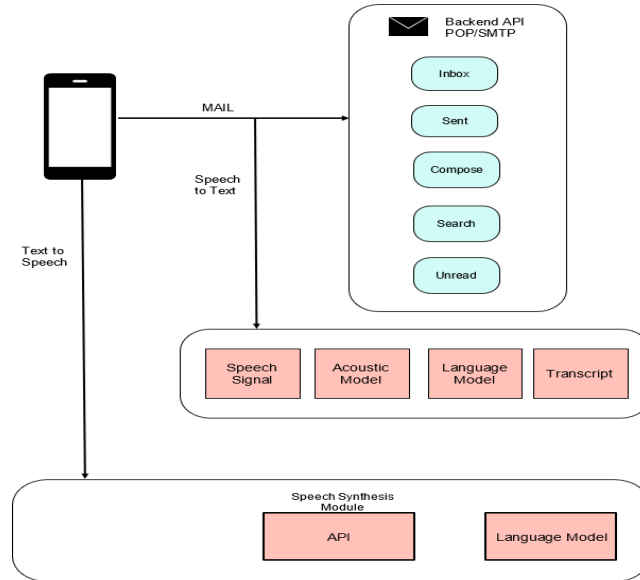 Backend API
POP/SMTP
Inbox
MAIL
Sent
Compose
Speech
to Text
Search
Text to
Speech
Unread
Speech
Signal
Acoustic
Model
Language
Model
Transcript
Speech Synthesis
Module
API
Language Model